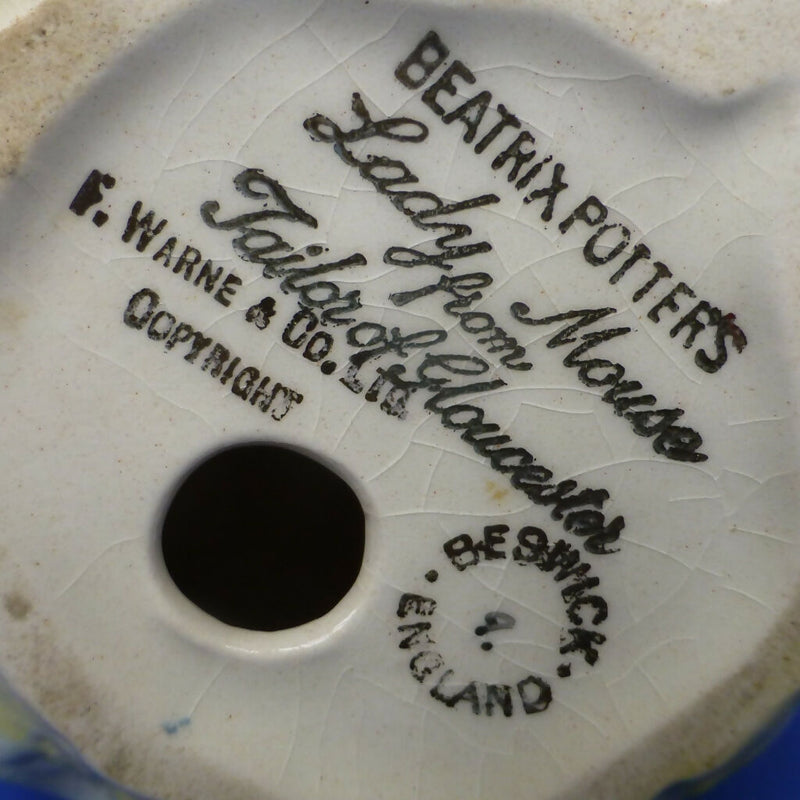 BEATRIX POTTER'S
Lady Mouse
from
Tailor of Gloucester
F. WARNE & CO. LTD.
COPYRIGHT
BESWICK
ENGLAND